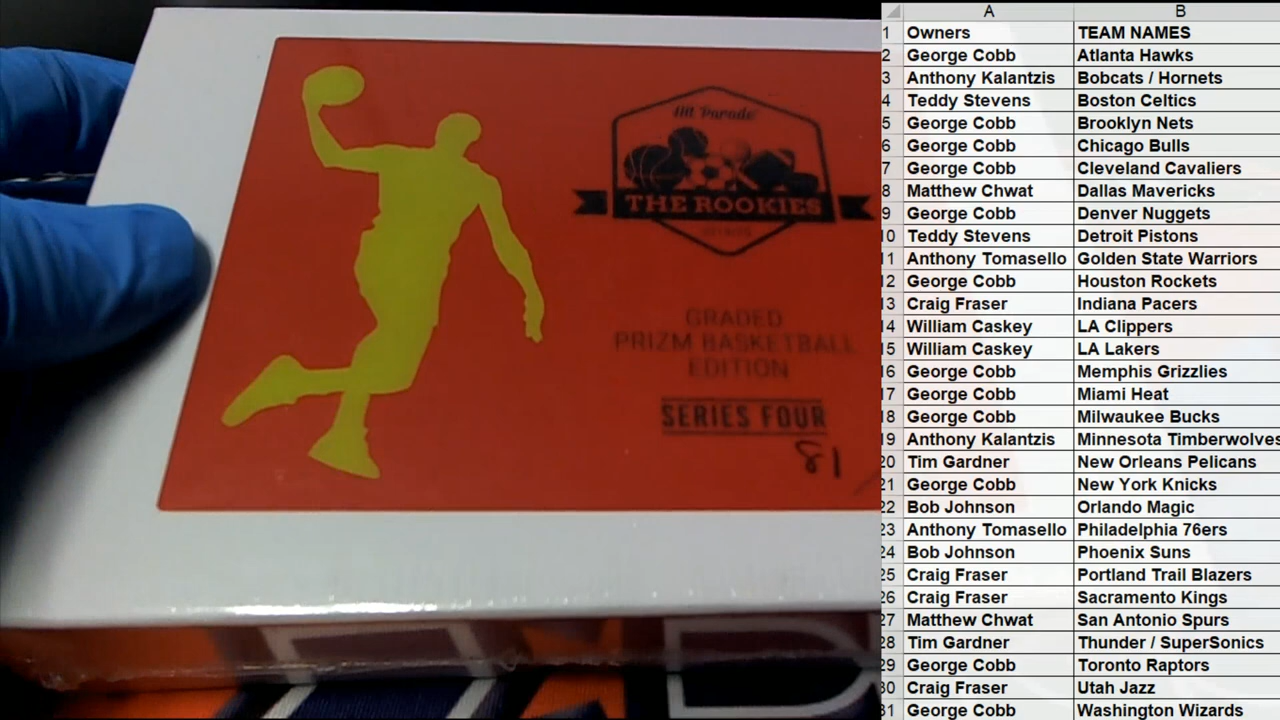 Hit Parade
THE ROOKIES
GRADED
PRIZM BASKETBALL
EDITION
SERIES FOUR
81
A B
1 Owners TEAM NAMES
2 George Cobb Atlanta Hawks
3 Anthony Kalantzis Bobcats / Hornets
4 Teddy Stevens Boston Celtics
5 George Cobb Brooklyn Nets
6 George Cobb Chicago Bulls
7 George Cobb Cleveland Cavaliers
8 Matthew Chwat Dallas Mavericks
9 George Cobb Denver Nuggets
10 Teddy Stevens Detroit Pistons
11 Anthony Tomasello Golden State Warriors
12 George Cobb Houston Rockets
13 Craig Fraser Indiana Pacers
14 William Caskey LA Clippers
15 William Caskey LA Lakers
16 George Cobb Memphis Grizzlies
17 George Cobb Miami Heat
18 George Cobb Milwaukee Bucks
19 Anthony Kalantzis Minnesota Timberwolves
20 Tim Gardner New Orleans Pelicans
21 George Cobb New York Knicks
22 Bob Johnson Orlando Magic
23 Anthony Tomasello Philadelphia 76ers
24 Bob Johnson Phoenix Suns
25 Craig Fraser Portland Trail Blazers
26 Craig Fraser Sacramento Kings
27 Matthew Chwat San Antonio Spurs
28 Tim Gardner Thunder / SuperSonics
29 George Cobb Toronto Raptors
30 Craig Fraser Utah Jazz
31 George Cobb Washington Wizards